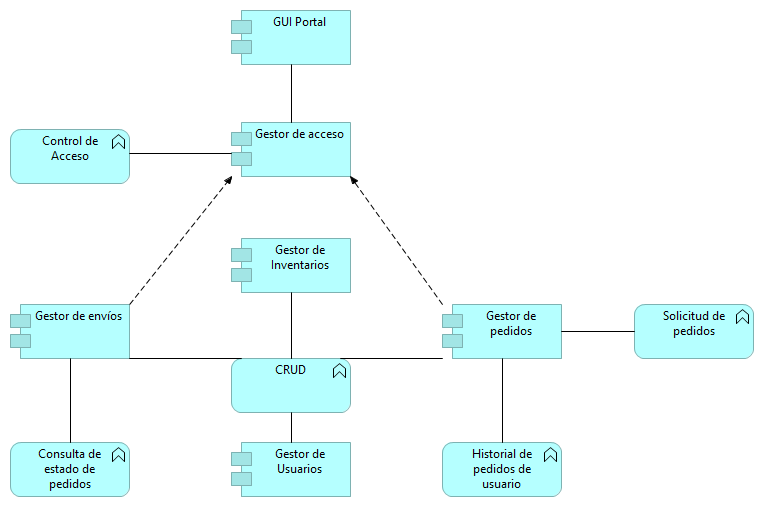 GUI Portal
Gestor de acceso
Control de
Acceso
Gestor de
Inventarios
Gestor de envíos
Gestor de
pedidos
Solicitud de
pedidos
CRUD
Consulta de
estado de
pedidos
Gestor de
Usuarios
Historial de
pedidos de
usuario